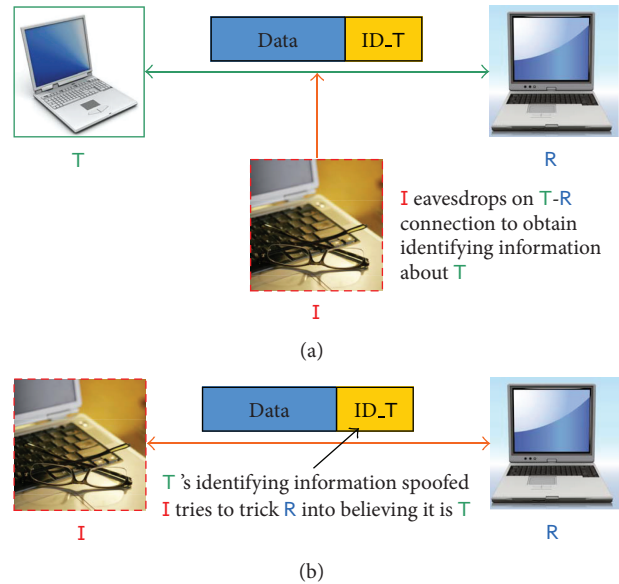 Data ID_T
T
R
I eavesdrops on T-R
connection to obtain
identifying information
about T
I
(a)
Data ID_T
T 's identifying information spoofed
I tries to trick R into believing it is T
I
R
(b)